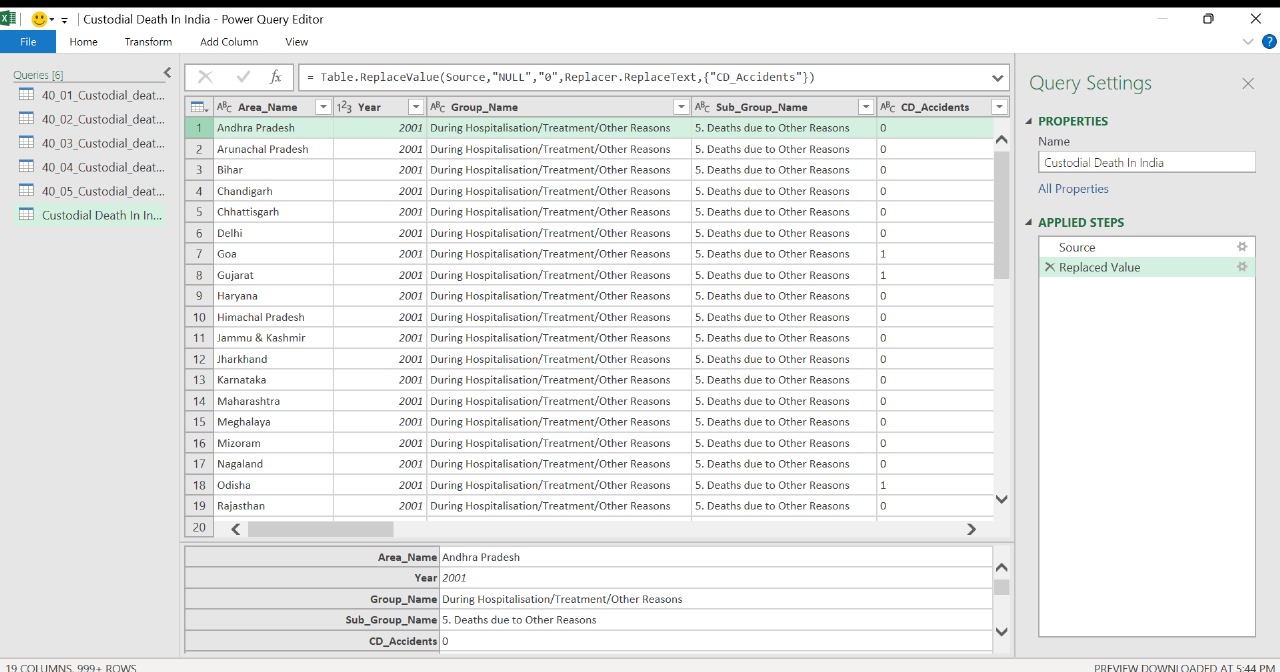 Custodial Death In India - Power Query Editor
File Home Transform Add Column View
?
Queries [6]
40_01_Custodial_deat...
40_02_Custodial_deat...
40_03_Custodial_deat...
40_04_Custodial_deat...
40_05_Custodial_deat...
Custodial Death In In...
fx = Table.ReplaceValue(Source,"NULL","0",Replacer.ReplaceText,{"CD_Accidents"})
ABC Area_Name 123 Year ABC Group_Name ABC Sub_Group_Name ABC CD_Accidents
1 Andhra Pradesh 2001 During Hospitalisation/Treatment/Other Reasons 5. Deaths due to Other Reasons 0
2 Arunachal Pradesh 2001 During Hospitalisation/Treatment/Other Reasons 5. Deaths due to Other Reasons 0
3 Bihar 2001 During Hospitalisation/Treatment/Other Reasons 5. Deaths due to Other Reasons 0
4 Chandigarh 2001 During Hospitalisation/Treatment/Other Reasons 5. Deaths due to Other Reasons 0
5 Chhattisgarh 2001 During Hospitalisation/Treatment/Other Reasons 5. Deaths due to Other Reasons 0
6 Delhi 2001 During Hospitalisation/Treatment/Other Reasons 5. Deaths due to Other Reasons 0
7 Goa 2001 During Hospitalisation/Treatment/Other Reasons 5. Deaths due to Other Reasons 1
8 Gujarat 2001 During Hospitalisation/Treatment/Other Reasons 5. Deaths due to Other Reasons 1
9 Haryana 2001 During Hospitalisation/Treatment/Other Reasons 5. Deaths due to Other Reasons 0
10 Himachal Pradesh 2001 During Hospitalisation/Treatment/Other Reasons 5. Deaths due to Other Reasons 0
11 Jammu & Kashmir 2001 During Hospitalisation/Treatment/Other Reasons 5. Deaths due to Other Reasons 0
12 Jharkhand 2001 During Hospitalisation/Treatment/Other Reasons 5. Deaths due to Other Reasons 0
13 Karnataka 2001 During Hospitalisation/Treatment/Other Reasons 5. Deaths due to Other Reasons 0
14 Maharashtra 2001 During Hospitalisation/Treatment/Other Reasons 5. Deaths due to Other Reasons 0
15 Meghalaya 2001 During Hospitalisation/Treatment/Other Reasons 5. Deaths due to Other Reasons 0
16 Mizoram 2001 During Hospitalisation/Treatment/Other Reasons 5. Deaths due to Other Reasons 0
17 Nagaland 2001 During Hospitalisation/Treatment/Other Reasons 5. Deaths due to Other Reasons 0
18 Odisha 2001 During Hospitalisation/Treatment/Other Reasons 5. Deaths due to Other Reasons 1
19 Rajasthan 2001 During Hospitalisation/Treatment/Other Reasons 5. Deaths due to Other Reasons 0
20
Area_Name Andhra Pradesh
Year 2001
Group_Name During Hospitalisation/Treatment/Other Reasons
Sub_Group_Name 5. Deaths due to Other Reasons
CD_Accidents 0
Query Settings
PROPERTIES
Name
Custodial Death In India
All Properties
APPLIED STEPS
Source
Replaced Value
19 COLUMNS, 999+ ROWS
PREVIEW DOWNLOADED AT 5:44 PM